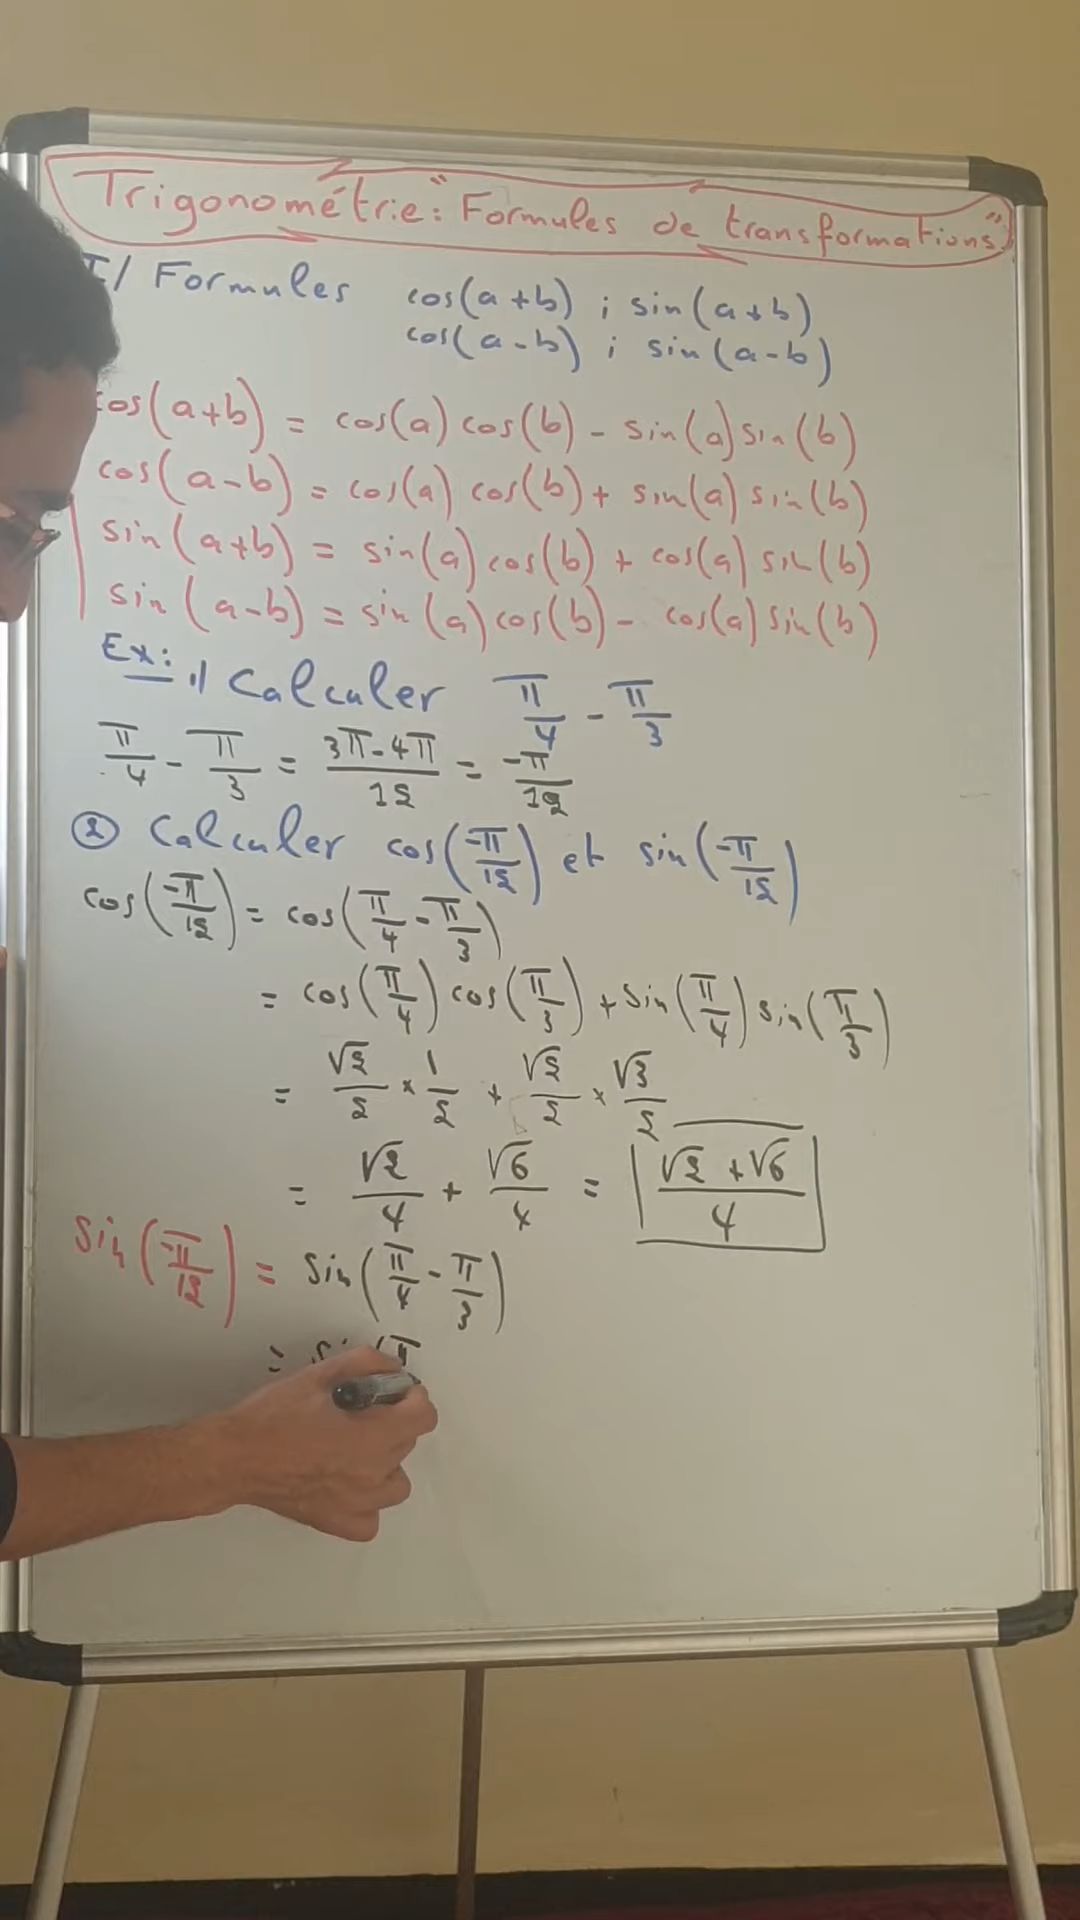 Trigonométrie: "Formules de transformations"
I/ Formules cos(a+b) ; sin(a+b)
cos(a-b) ; sin(a-b)
cos(a+b) = cos(a) cos(b) - sin(a) sin(b)
cos(a-b) = cos(a) cos(b) + sin(a) sin(b)
sin(a+b) = sin(a) cos(b) + cos(a) sin(b)
sin(a-b) = sin(a) cos(b) - cos(a) sin(b)
Ex: 1/ Calculer π/4 - π/3
π/4 - π/3 = 3π-4π/12 = -π/12
② Calculer cos(-π/12) et sin(-π/12)
cos(-π/12) = cos(π/4 - π/3)
= cos(π/4) cos(π/3) + sin(π/4) sin(π/3)
= √2/2 × 1/2 + √2/2 × √3/2
= √2/4 + √6/4 = √2+√6/4
sin(-π/12) = sin(π/4 - π/3)
=